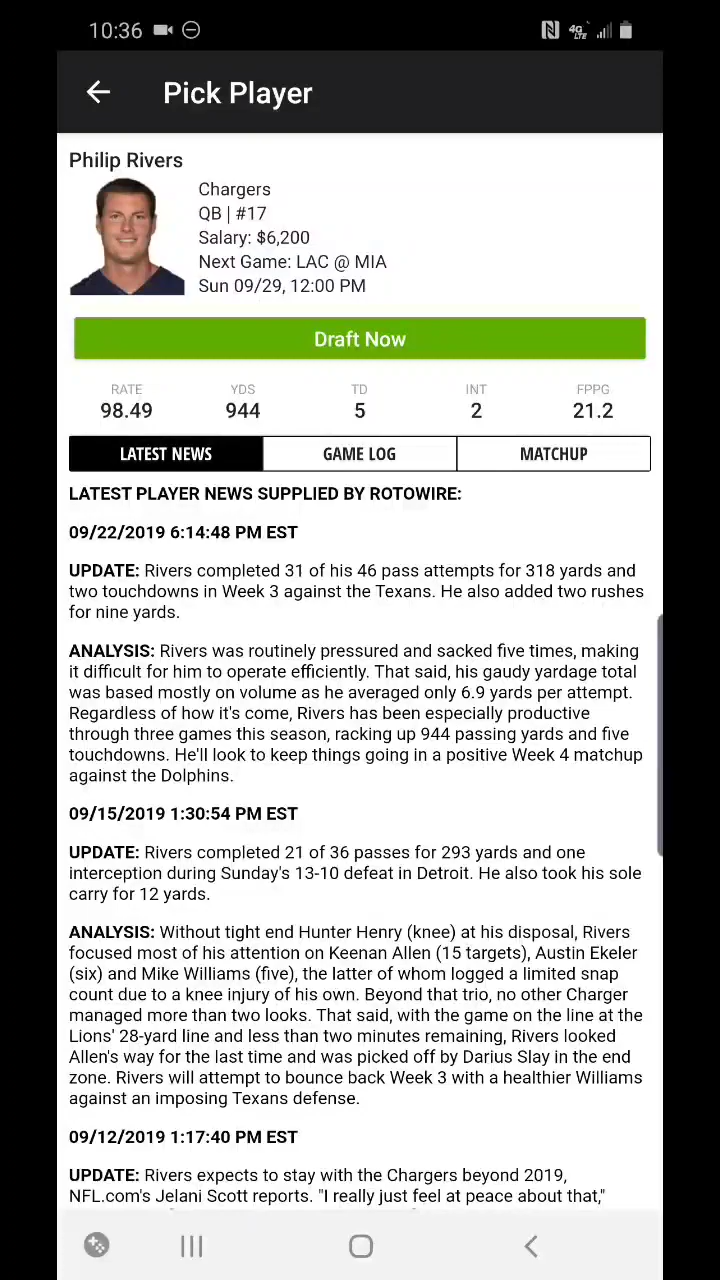 10:36
4G LTE
Pick Player
Philip Rivers
Chargers
QB | #17
Salary: $6,200
Next Game: LAC @ MIA
Sun 09/29, 12:00 PM
Draft Now
RATE YDS TD INT FPPG
98.49 944 5 2 21.2
LATEST NEWS GAME LOG MATCHUP
LATEST PLAYER NEWS SUPPLIED BY ROTOWIRE:
09/22/2019 6:14:48 PM EST
UPDATE: Rivers completed 31 of his 46 pass attempts for 318 yards and
two touchdowns in Week 3 against the Texans. He also added two rushes
for nine yards.
ANALYSIS: Rivers was routinely pressured and sacked five times, making
it difficult for him to operate efficiently. That said, his gaudy yardage total
was based mostly on volume as he averaged only 6.9 yards per attempt.
Regardless of how it's come, Rivers has been especially productive
through three games this season, racking up 944 passing yards and five
touchdowns. He'll look to keep things going in a positive Week 4 matchup
against the Dolphins.
09/15/2019 1:30:54 PM EST
UPDATE: Rivers completed 21 of 36 passes for 293 yards and one
interception during Sunday's 13-10 defeat in Detroit. He also took his sole
carry for 12 yards.
ANALYSIS: Without tight end Hunter Henry (knee) at his disposal, Rivers
focused most of his attention on Keenan Allen (15 targets), Austin Ekeler
(six) and Mike Williams (five), the latter of whom logged a limited snap
count due to a knee injury of his own. Beyond that trio, no other Charger
managed more than two looks. That said, with the game on the line at the
Lions' 28-yard line and less than two minutes remaining, Rivers looked
Allen's way for the last time and was picked off by Darius Slay in the end
zone. Rivers will attempt to bounce back Week 3 with a healthier Williams
against an imposing Texans defense.
09/12/2019 1:17:40 PM EST
UPDATE: Rivers expects to stay with the Chargers beyond 2019,
NFL.com's Jelani Scott reports. "I really just feel at peace about that,"